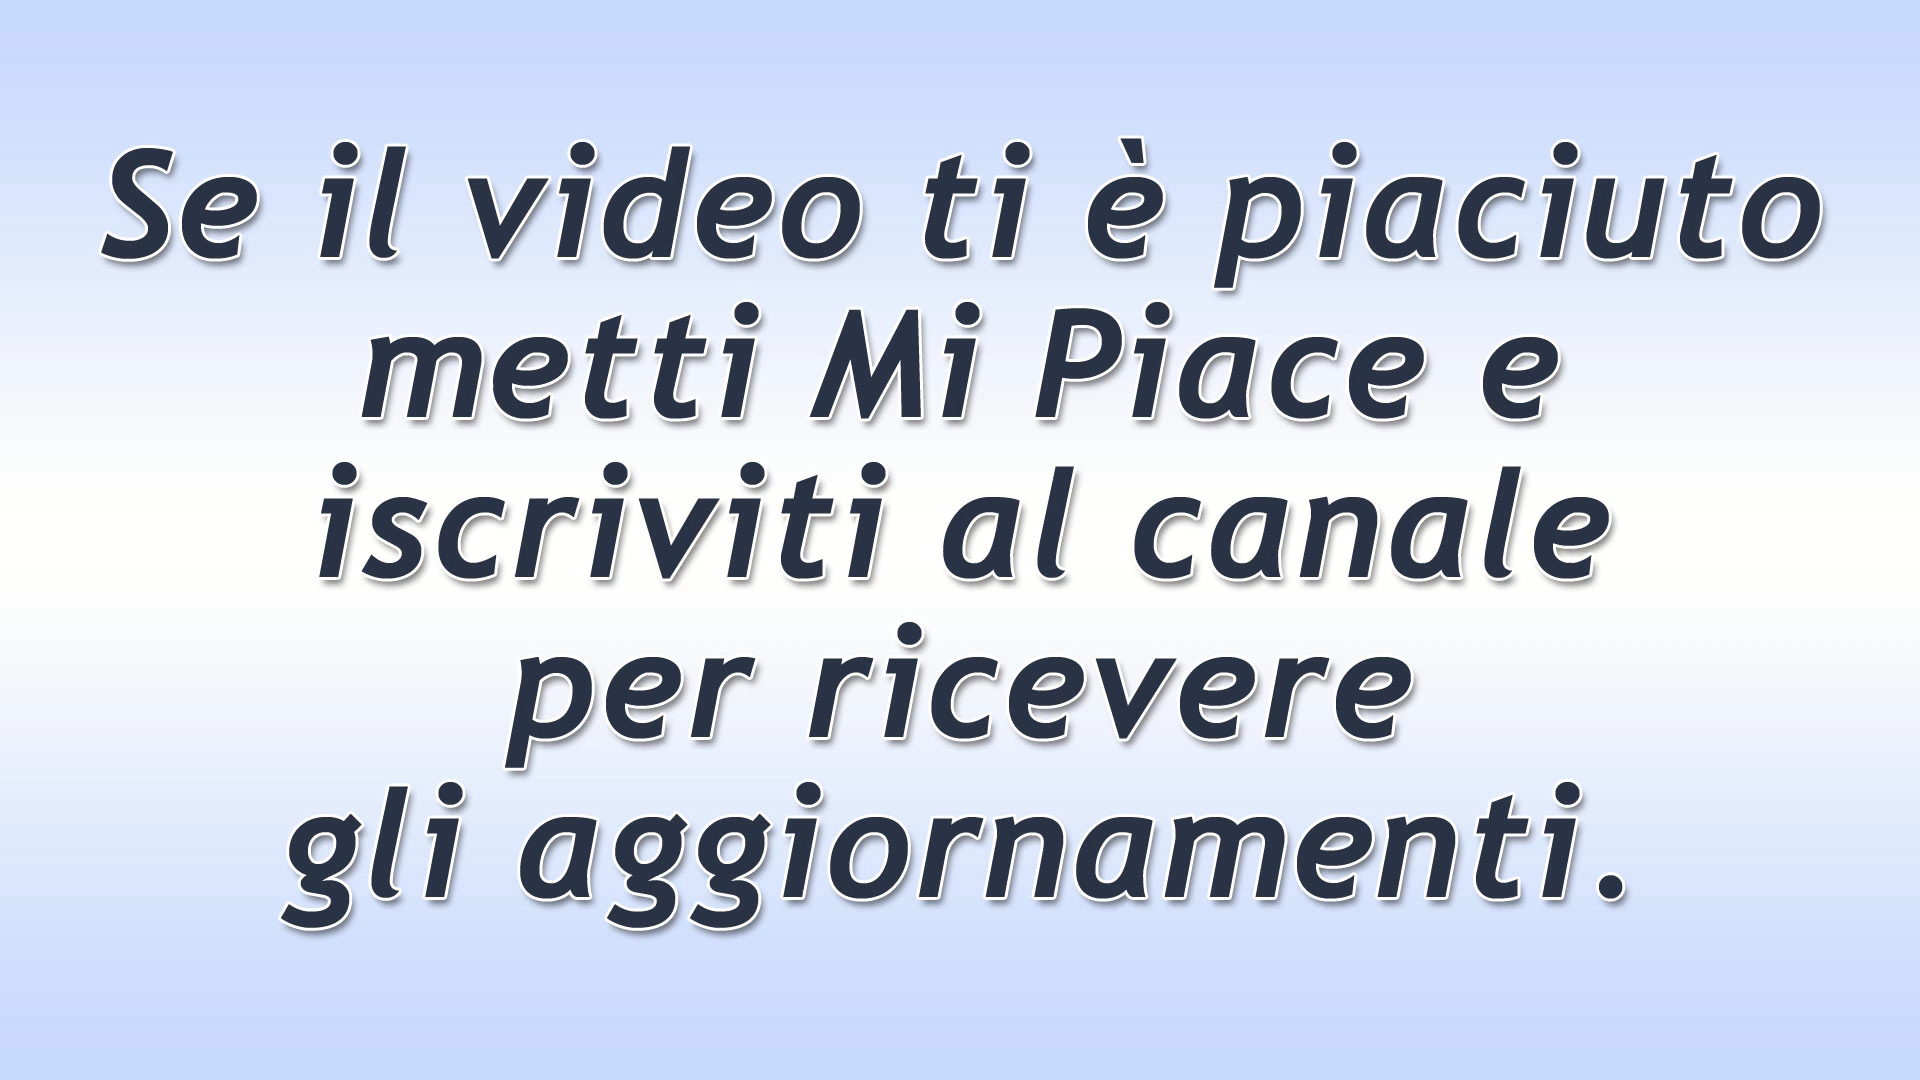 Se il video ti è piaciuto
metti Mi Piace e
iscriviti al canale
per ricevere
gli aggiornamenti.